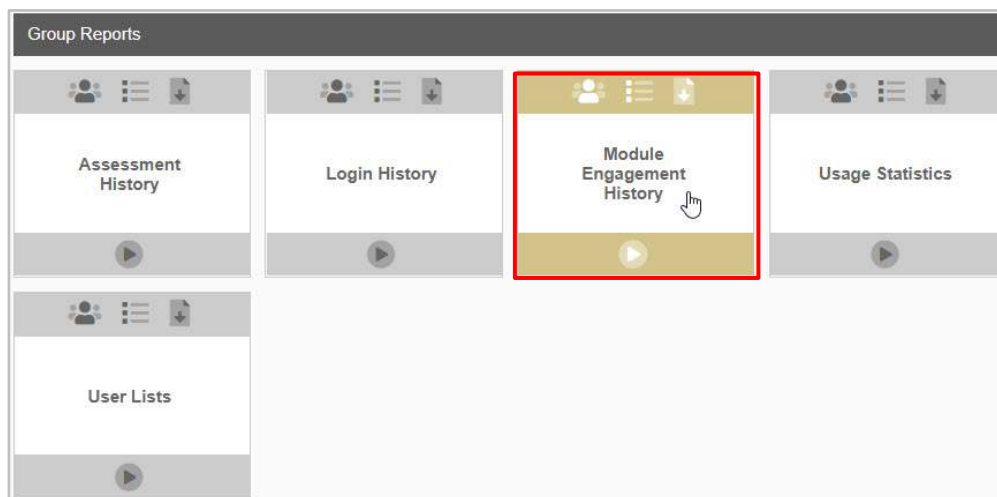 Group Reports
Assessment
History
Login History
Module
Engagement
History
Usage Statistics
User Lists